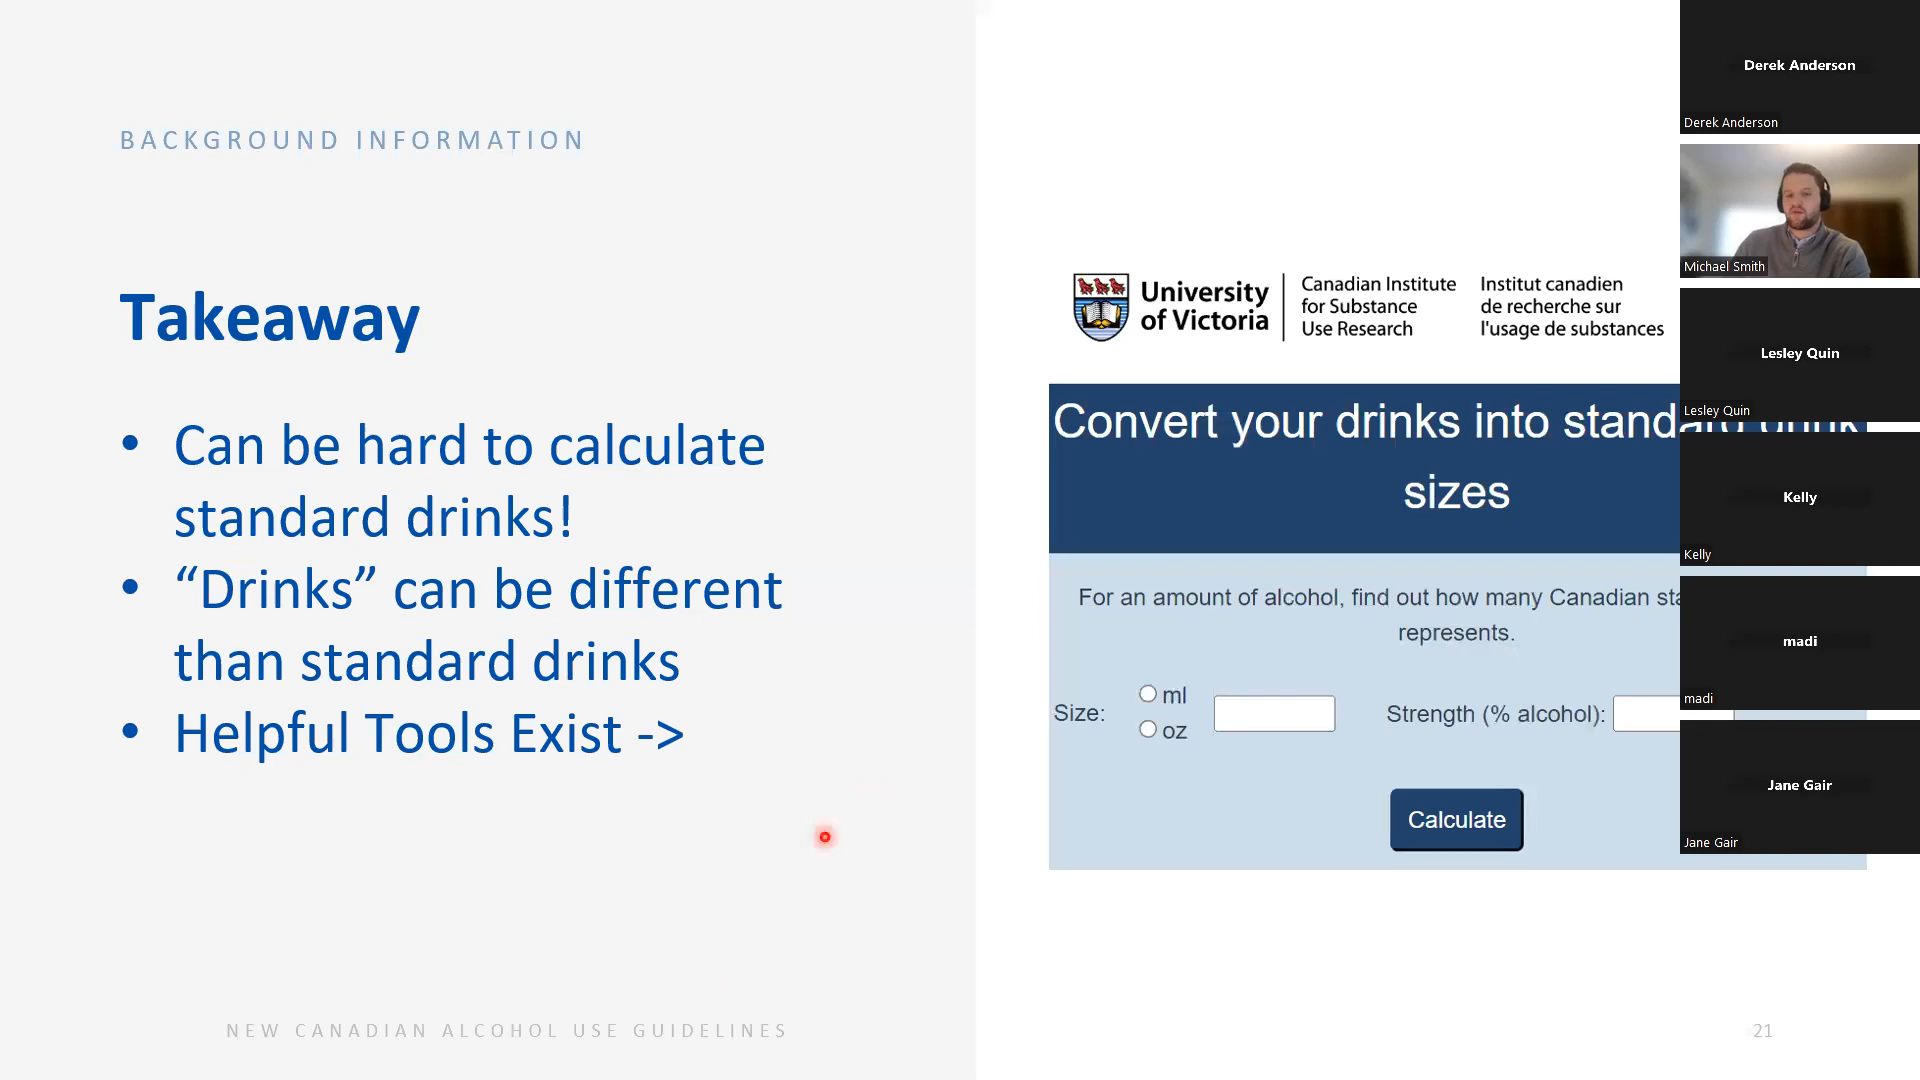 BACKGROUND INFORMATION
Takeaway
• Can be hard to calculate
standard drinks!
• “Drinks” can be different
than standard drinks
• Helpful Tools Exist ->
NEW CANADIAN ALCOHOL USE GUIDELINES
University
of Victoria
Canadian Institute
for Substance
Use Research
Institut canadien
de recherche sur
l'usage de substances
Convert your drinks into standard drink
sizes
For an amount of alcohol, find out how many Canadian
represents.
Size:
ml
oz
Strength (% alcohol):
Calculate
21
Derek Anderson
Derek Anderson
Michael Smith
Lesley Quin
Lesley Quin
Kelly
Kelly
madi
madi
Jane Gair
Jane Gair